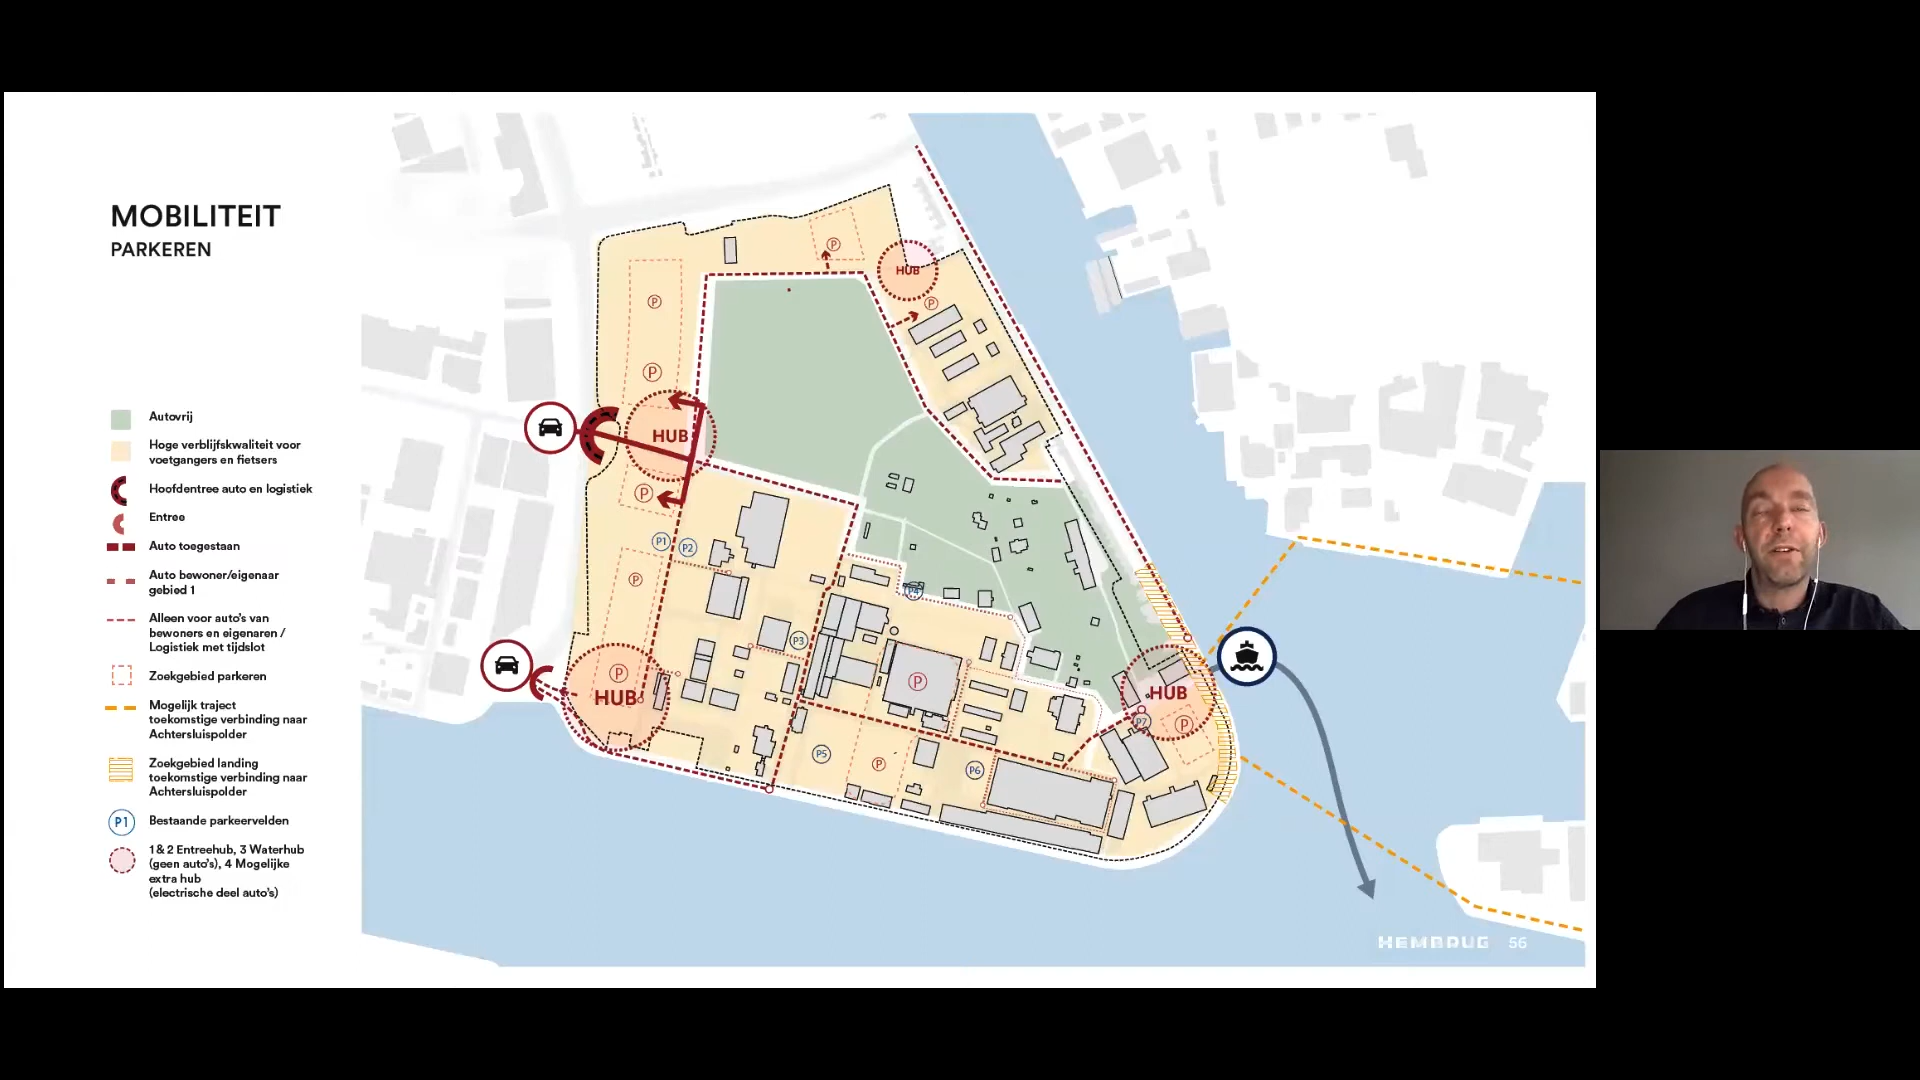 MOBILITEIT
PARKEREN
Autovrij
Hoge verblijfskwaliteit voor
voetgangers en fietsers
Hoofdentree auto en logistiek
Entree
Auto toegestaan
Auto bewoner/eigenaar
gebied 1
Alleen voor auto's van
bewoners en eigenaren /
Logistiek met tijdslot
Zoekgebied parkeren
Mogelijk traject
toekomstige verbinding naar
Achtersluispolder
Zoekgebied landing
toekomstige verbinding naar
Achtersluispolder
P1
Bestaande parkeervelden
1 & 2 Entreehub, 3 Waterhub
(geen auto's), 4 Mogelijke
extra hub
(electrische deel auto's)
P
HUB
P
P
P
HUB
P
P1
P2
P
P4
P3
P
P
HUB
HUB
P7
P
P5
P
P6
HEMBRUG 56